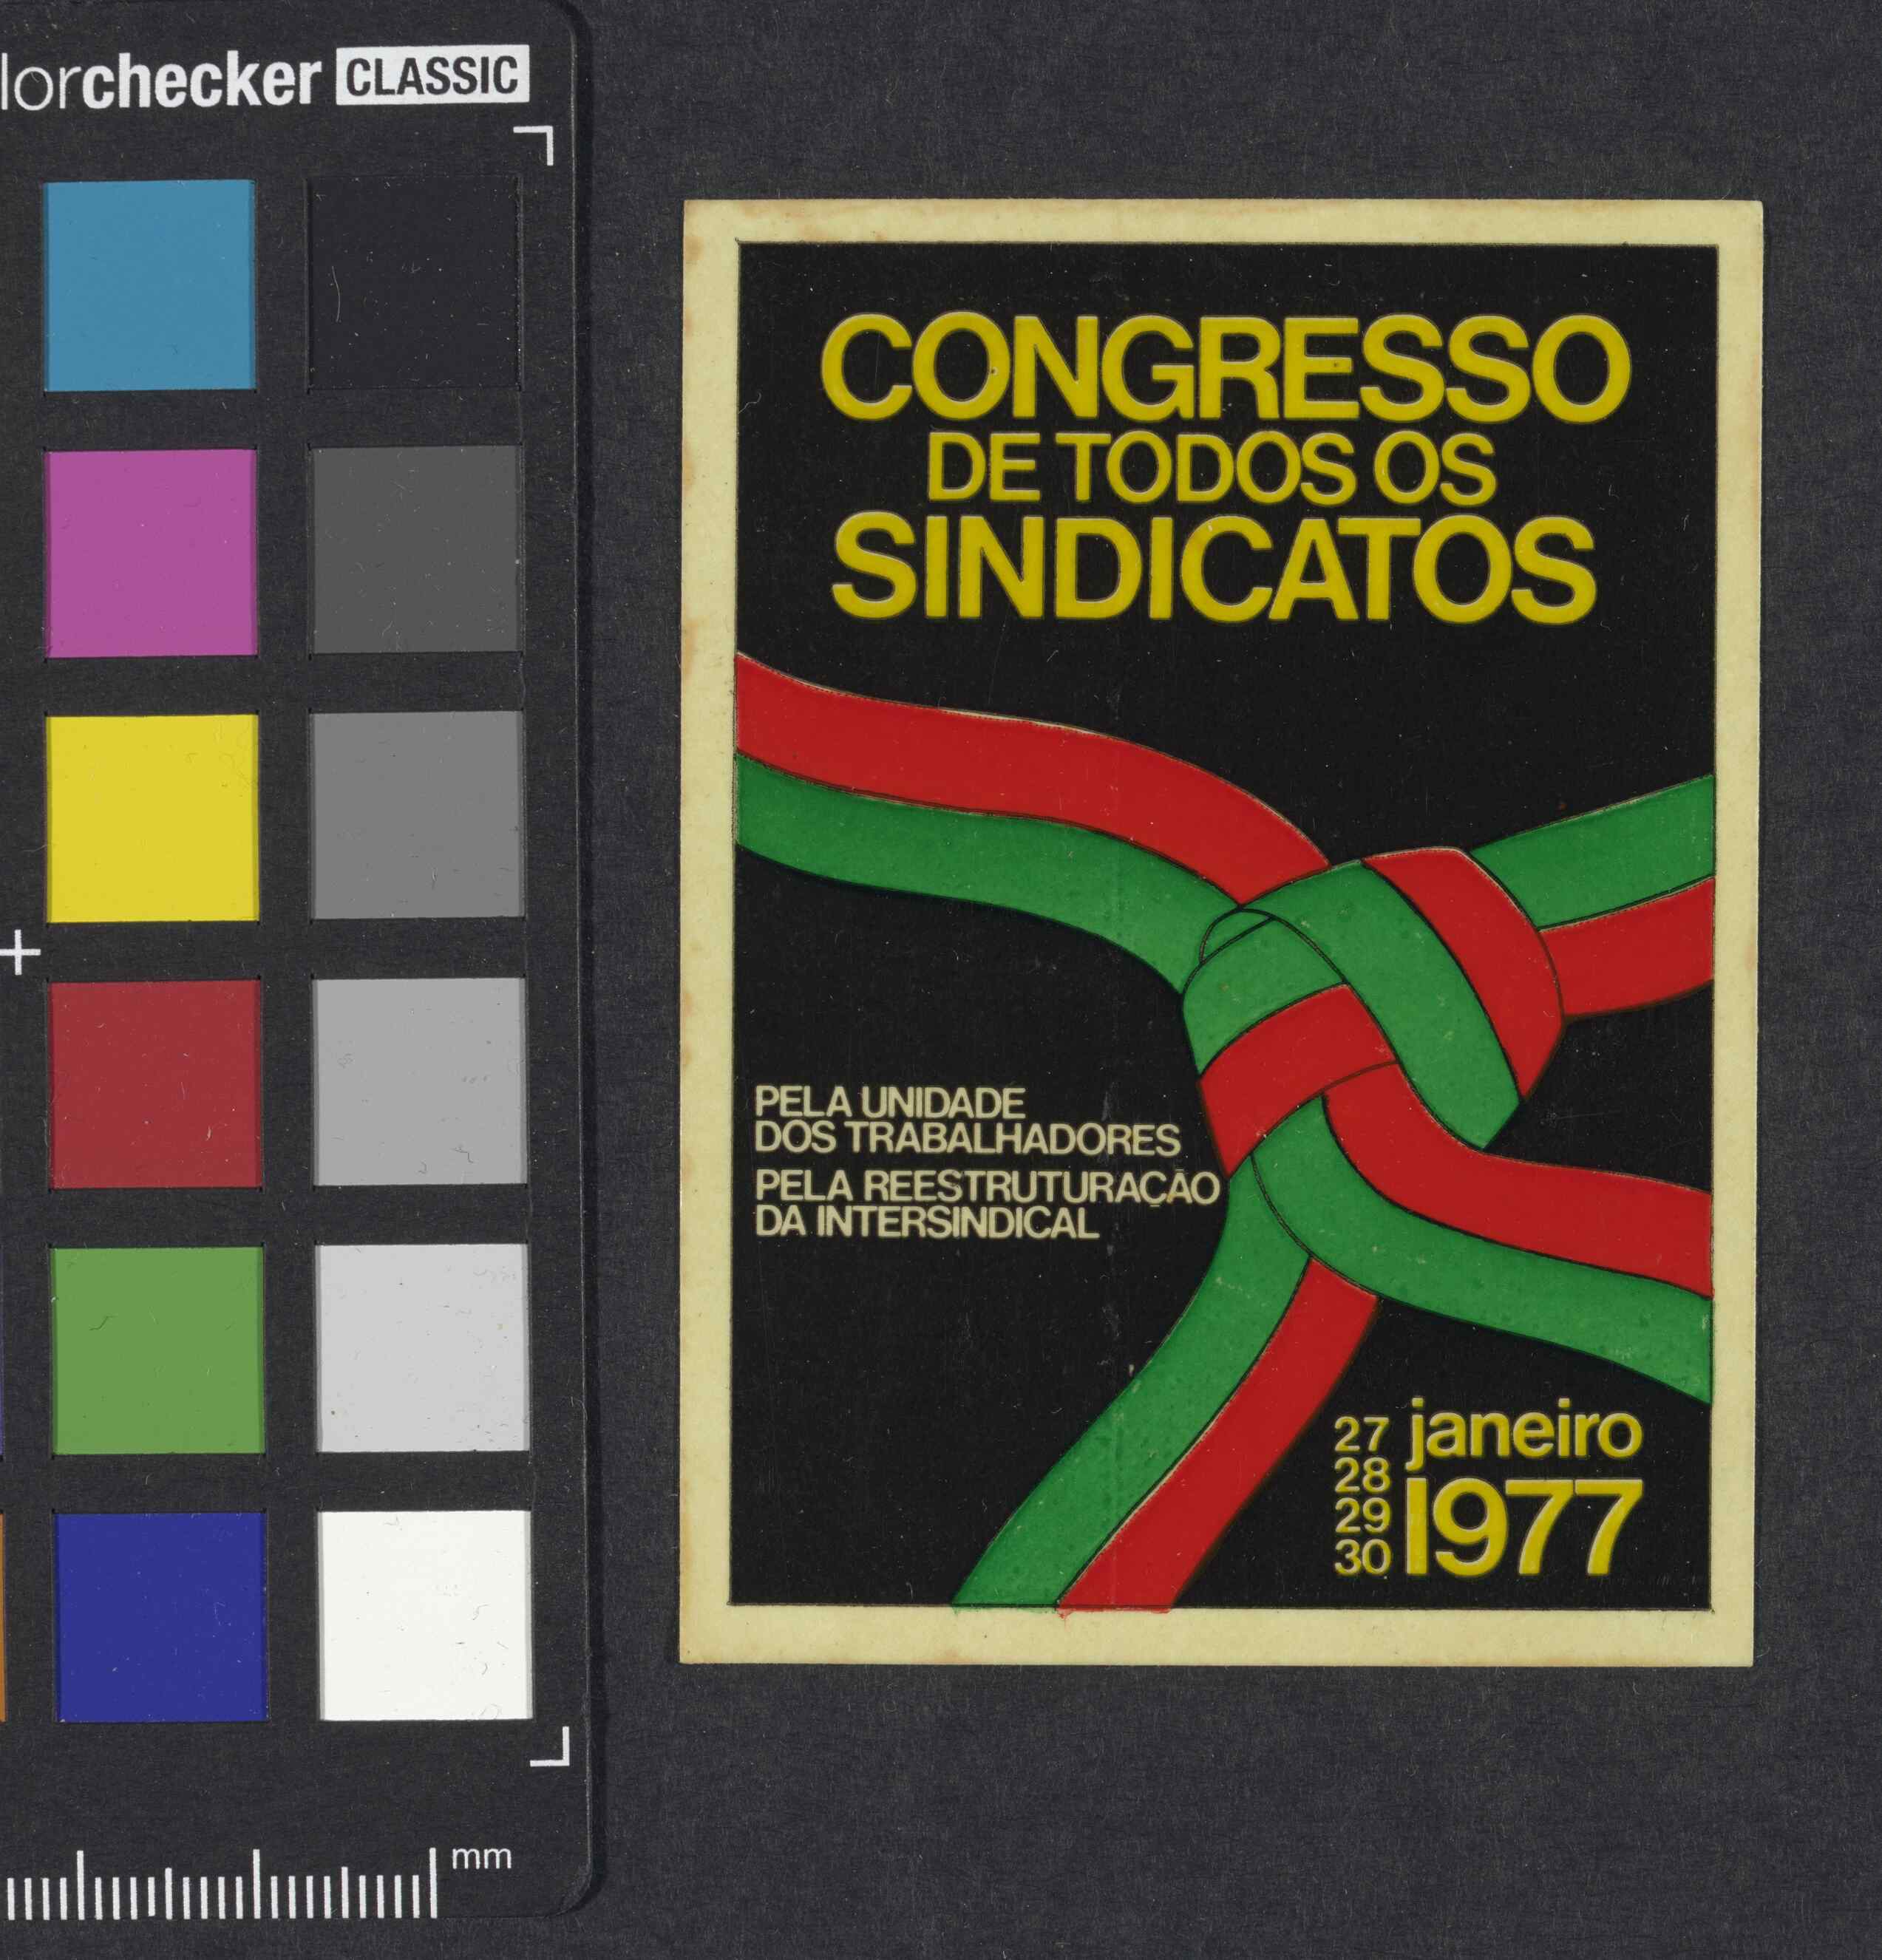 lorchecker CLASSIC
CONGRESSO
DE TODOS OS
SINDICATOS
PELA UNIDADE
DOS TRABALHADORES
PELA REESTRUTURAÇÃO
DA INTERSINDICAL
27 janeiro
28
29 1977
30
mm